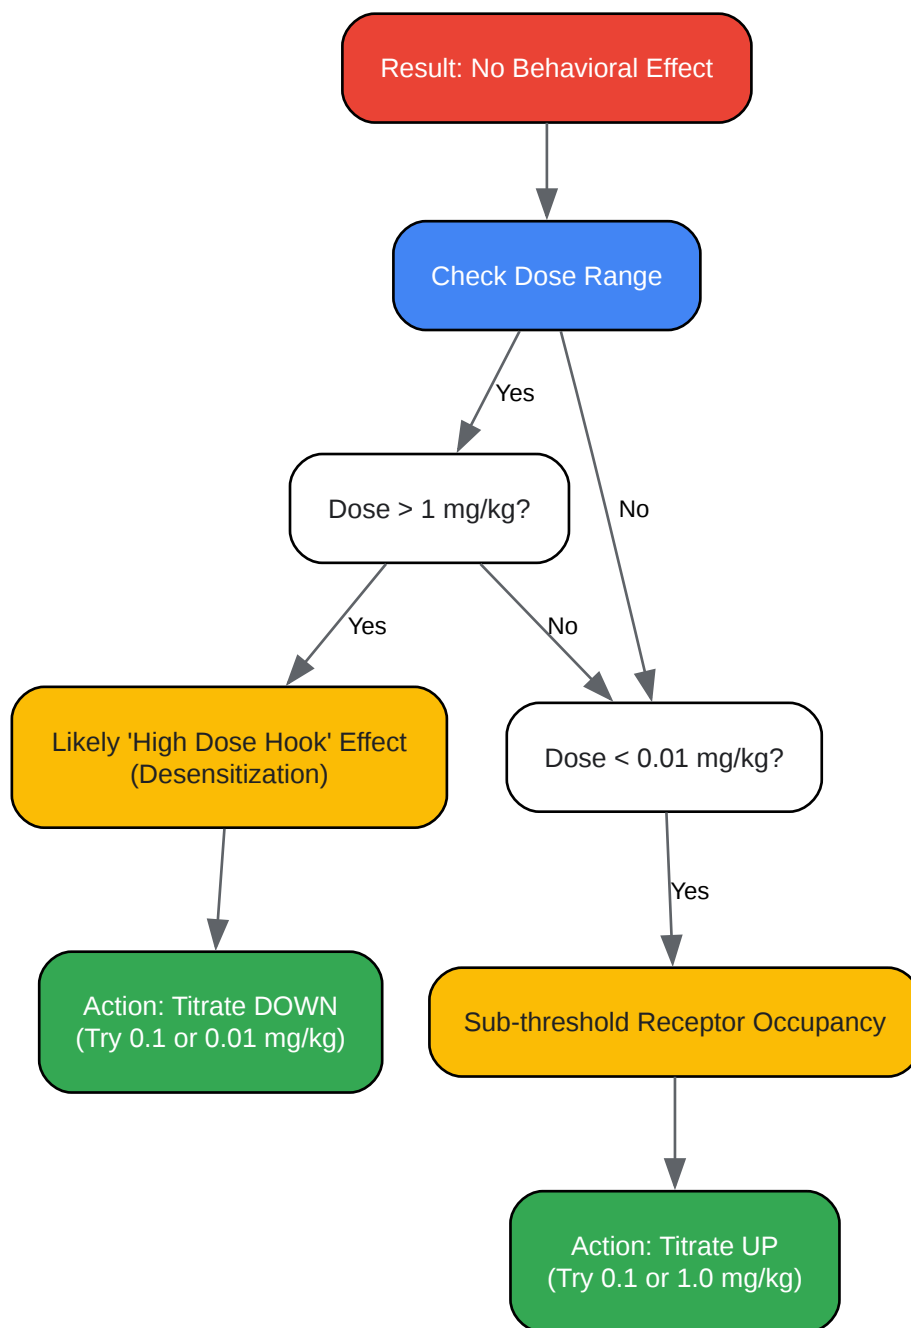 Result: No Behavioral Effect
Check Dose Range
Yes
No
Dose > 1 mg/kg?
Yes
No
Likely 'High Dose Hook' Effect
(Desensitization)
Dose < 0.01 mg/kg?
Yes
Action: Titrate DOWN
(Try 0.1 or 0.01 mg/kg)
Sub-threshold Receptor Occupancy
Action: Titrate UP
(Try 0.1 or 1.0 mg/kg)